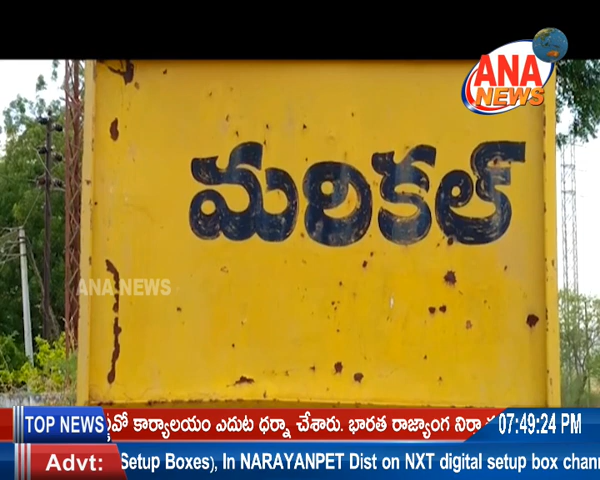 ANA
NEWS
మరికల్
ANA NEWS
TOP NEWS
కార్యాలయం ఎదుట ధర్నా చేశారు. భారత రాజ్యాంగ
07:49:24 PM
Advt:
(Setup Boxes), In NARAYANPET Dist on NXT digital setup box chann